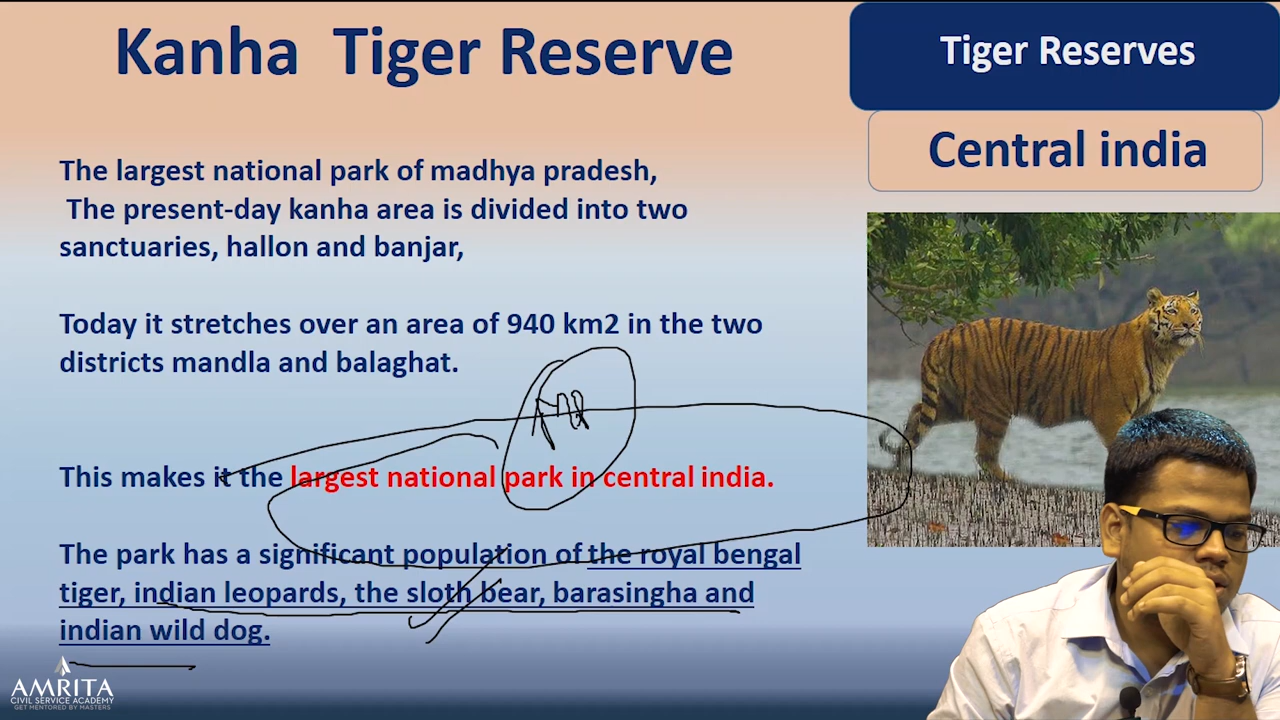 Kanha Tiger Reserve
Tiger Reserves
Central india
The largest national park of madhya pradesh,
The present-day kanha area is divided into two
sanctuaries, hallon and banjar,
Today it stretches over an area of 940 km2 in the two
districts mandla and balaghat.
This makes it the largest national park in central india.
The park has a significant population of the royal bengal
tiger, indian leopards, the sloth bear, barasingha and
indian wild dog.
AMRITA
CIVIL SERVICE ACADEMY
GET MENTORED BY MASTERS